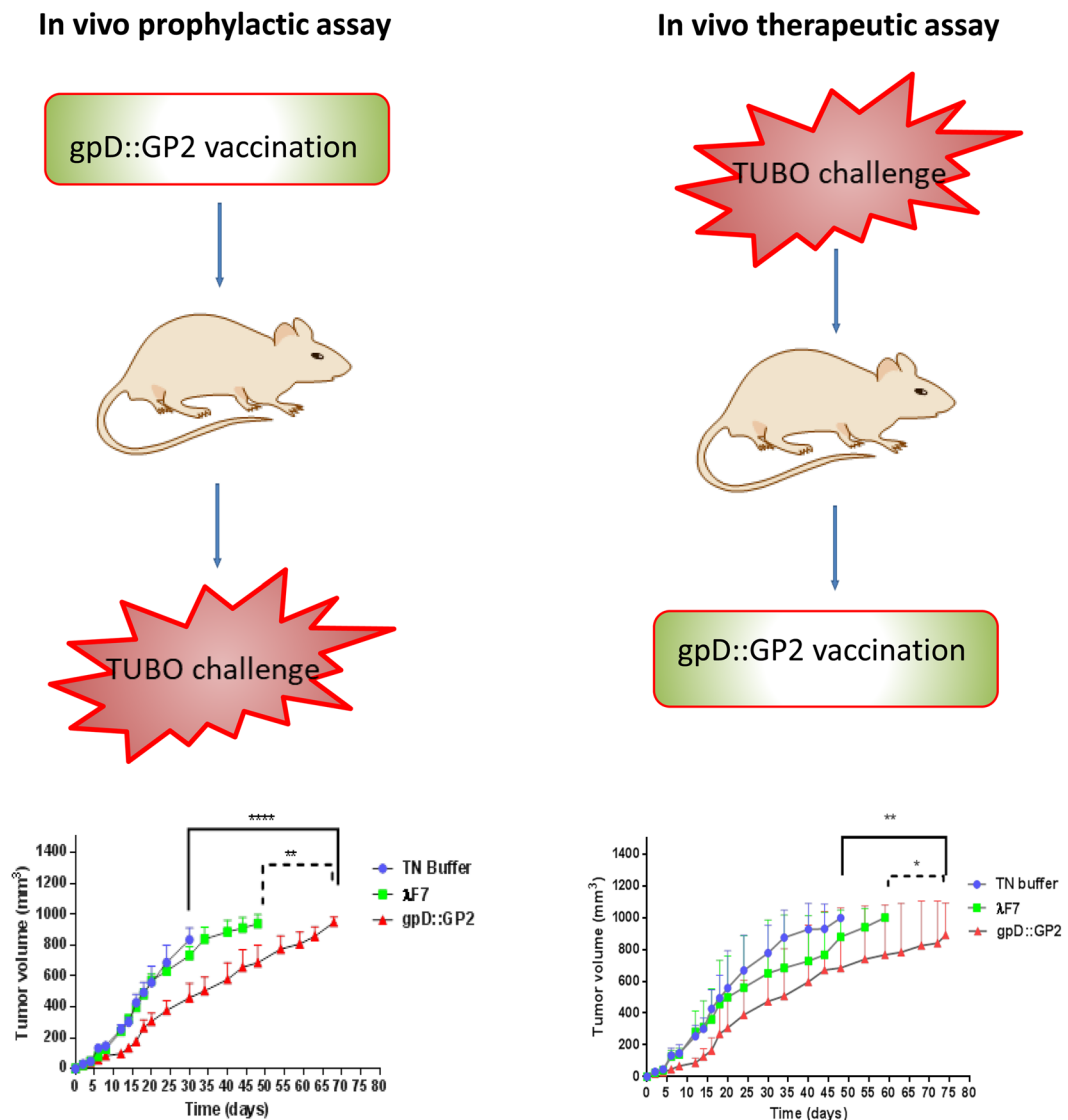 In vivo prophylactic assay
gpD::GP2 vaccination
TUBO challenge
****
**
1400
1200
1000
800
600
400
200
0
Tumor volume (mm³)
0 5 10 15 20 25 30 35 40 45 50 55 60 65 70 75 80
Time (days)
TN Buffer
λF7
gpD::GP2
In vivo therapeutic assay
TUBO challenge
gpD::GP2 vaccination
**
*
1400
1200
1000
800
600
400
200
0
Tumor volume (mm³)
0 5 10 15 20 25 30 35 40 45 50 55 60 65 70 75 80
Time (days)
TN buffer
λF7
gpD::GP2